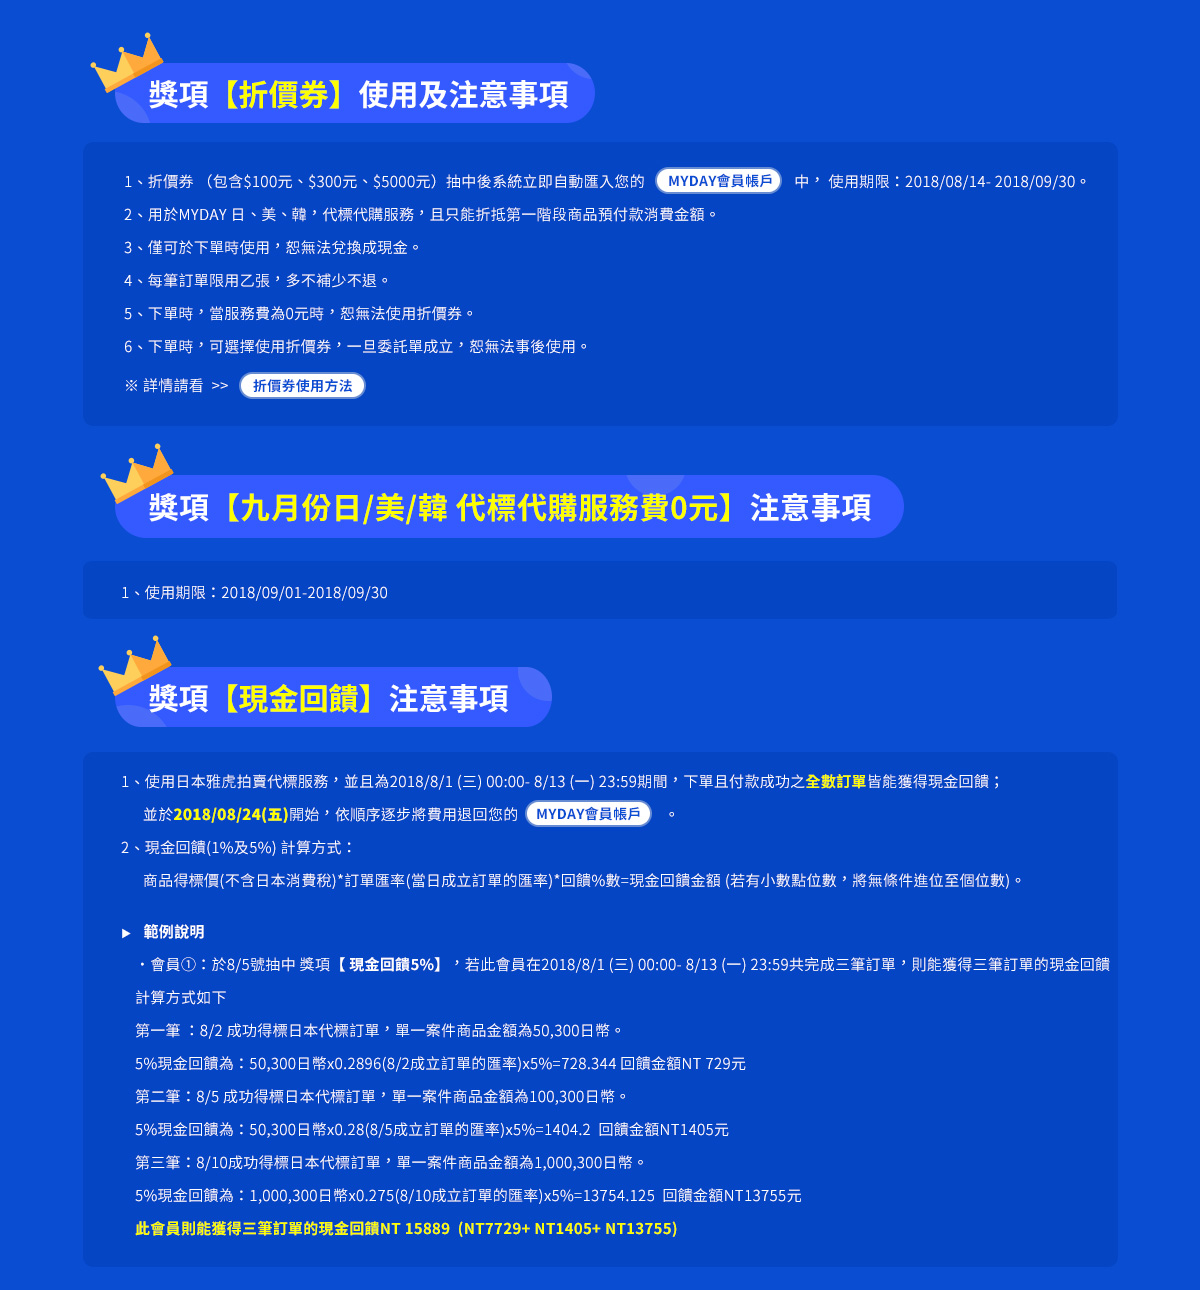 獎項【折價券】使用及注意事項
1、折價券 （包含$100元、$300元、$5000元）抽中後系統立即自動匯入您的 MYDAY會員帳戶 中， 使用期限：2018/08/14- 2018/09/30。
2、用於MYDAY 日、美、韓，代標代購服務，且只能折抵第一階段商品預付款消費金額。
3、僅可於下單時使用，恕無法兌換成現金。
4、每筆訂單限用乙張，多不補少不退。
5、下單時，當服務費為0元時，恕無法使用折價券。
6、下單時，可選擇使用折價券，一旦委託單成立，恕無法事後使用。
※ 詳情請看 >> 折價券使用方法
獎項【九月份日/美/韓 代標代購服務費0元】注意事項
1、使用期限：2018/09/01-2018/09/30
獎項【現金回饋】注意事項
1、使用日本雅虎拍賣代標服務，並且為2018/8/1 (三) 00:00- 8/13 (一) 23:59期間，下單且付款成功之全數訂單皆能獲得現金回饋；
並於2018/08/24(五)開始，依順序逐步將費用退回您的 MYDAY會員帳戶 。
2、現金回饋(1%及5%) 計算方式：
商品得標價(不含日本消費稅)*訂單匯率(當日成立訂單的匯率)*回饋%數=現金回饋金額 (若有小數點位數，將無條件進位至個位數)。
▶ 範例說明
・會員①：於8/5號抽中 獎項【 現金回饋5%】，若此會員在2018/8/1 (三) 00:00- 8/13 (一) 23:59共完成三筆訂單，則能獲得三筆訂單的現金回饋
計算方式如下
第一筆 ：8/2 成功得標日本代標訂單，單一案件商品金額為50,300日幣。
5%現金回饋為：50,300日幣x0.2896(8/2成立訂單的匯率)x5%=728.344 回饋金額NT 729元
第二筆：8/5 成功得標日本代標訂單，單一案件商品金額為100,300日幣。
5%現金回饋為：50,300日幣x0.28(8/5成立訂單的匯率)x5%=1404.2 回饋金額NT1405元
第三筆：8/10成功得標日本代標訂單，單一案件商品金額為1,000,300日幣。
5%現金回饋為：1,000,300日幣x0.275(8/10成立訂單的匯率)x5%=13754.125 回饋金額NT13755元
此會員則能獲得三筆訂單的現金回饋NT 15889 (NT7729+ NT1405+ NT13755)